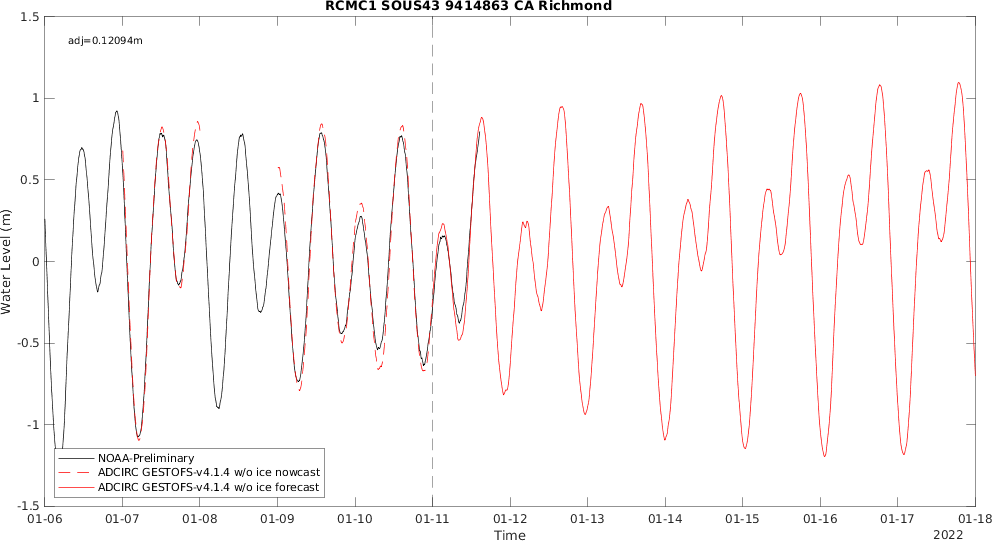 RCMC1 SOUS43 9414863 CA Richmond
1.5
adj=0.12094m
1
0.5
0
-0.5
-1
-1.5
Water Level (m)
NOAA-Preliminary
ADCIRC GESTOFS-v4.1.4 w/o ice nowcast
ADCIRC GESTOFS-v4.1.4 w/o ice forecast
01-06 01-07 01-08 01-09 01-10 01-11 01-12 01-13 01-14 01-15 01-16 01-17 01-18
Time
2022